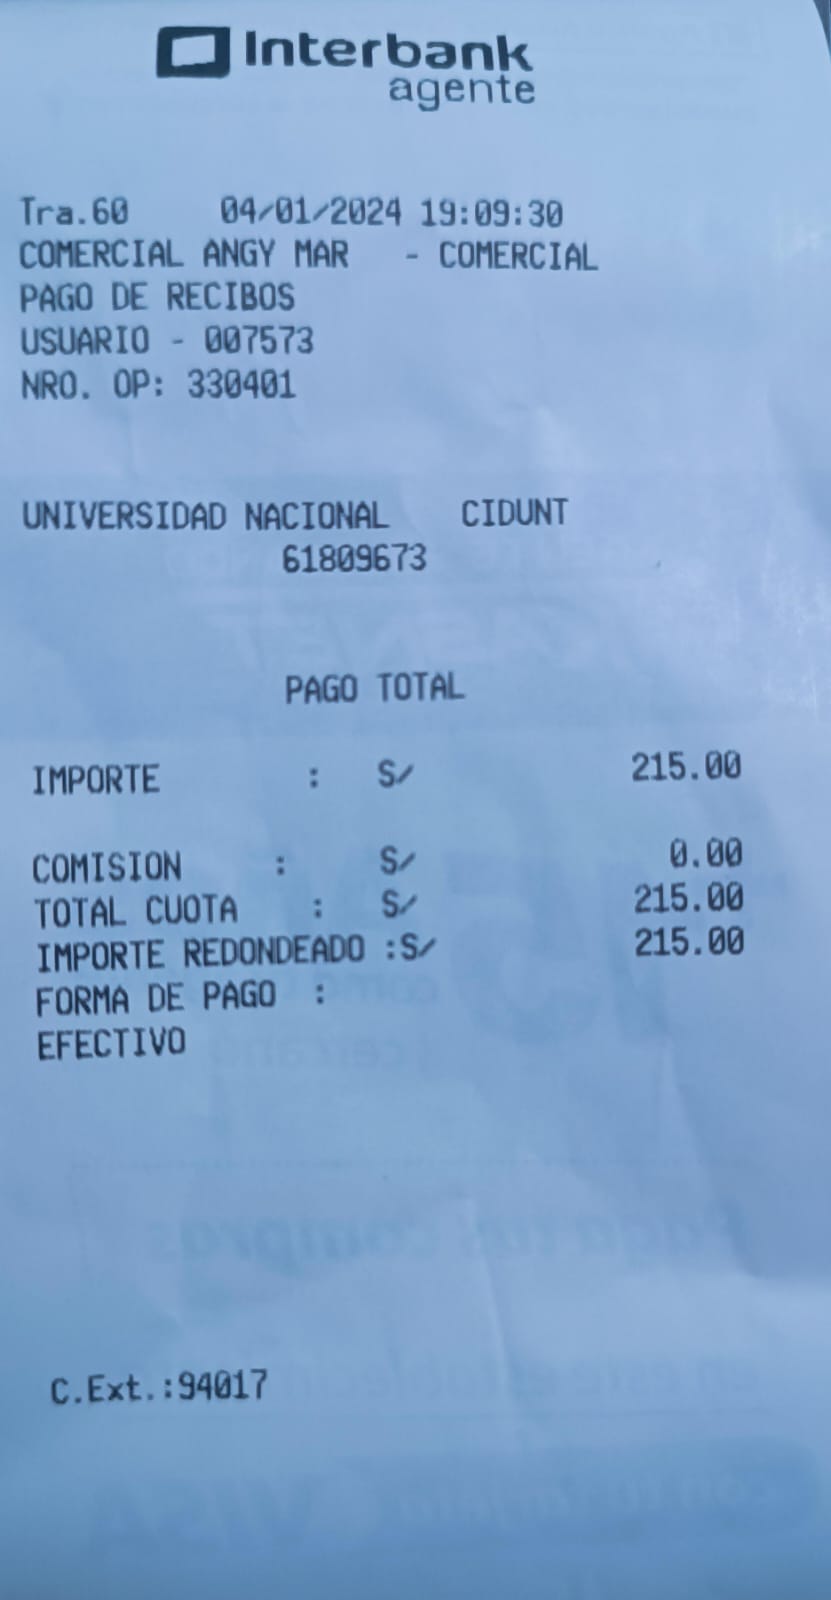 Interbank
agente
Tra.60 04/01/2024 19:09:30
COMERCIAL ANGY MAR - COMERCIAL
PAGO DE RECIBOS
USUARIO - 007573
NRO. OP: 330401
UNIVERSIDAD NACIONAL CIDUNT
61809673
PAGO TOTAL
IMPORTE : S/ 215.00
COMISION : S/ 0.00
TOTAL CUOTA : S/ 215.00
IMPORTE REDONDEADO :S/ 215.00
FORMA DE PAGO :
EFECTIVO
C.Ext.:94017